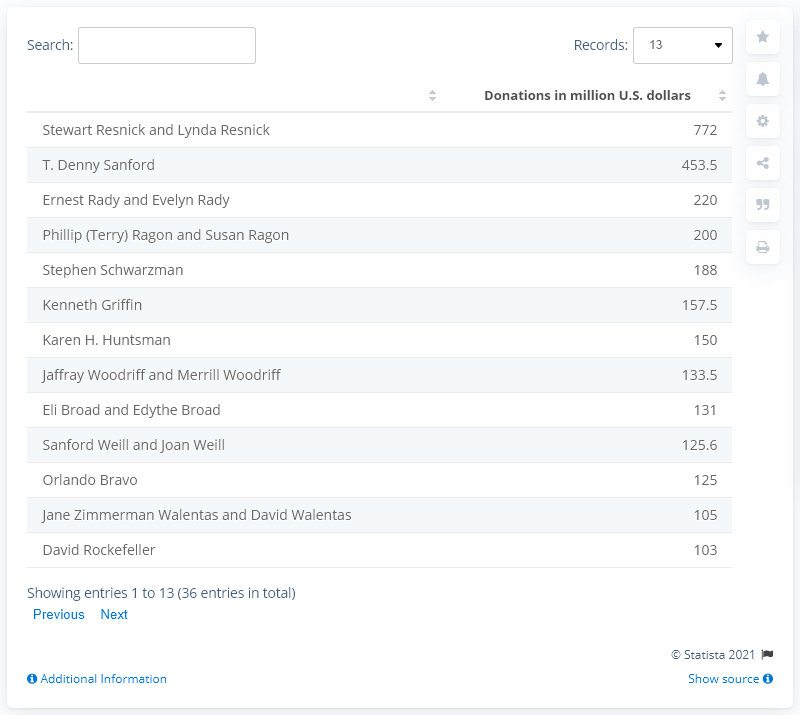 Search: Records: 13
Donations in million U.S. dollars
Stewart Resnick and Lynda Resnick 772
T. Denny Sanford 453.5
Ernest Rady and Evelyn Rady 220
Phillip (Terry) Ragon and Susan Ragon 200
Stephen Schwarzman 188
Kenneth Griffin 157.5
Karen H. Huntsman 150
Jaffray Woodriff and Merrill Woodriff 133.5
Eli Broad and Edythe Broad 131
Sanford Weill and Joan Weill 125.6
Orlando Bravo 125
Jane Zimmerman Walentas and David Walentas 105
David Rockefeller 103
Showing entries 1 to 13 (36 entries in total)
Previous Next
© Statista 2021
Additional Information Show source